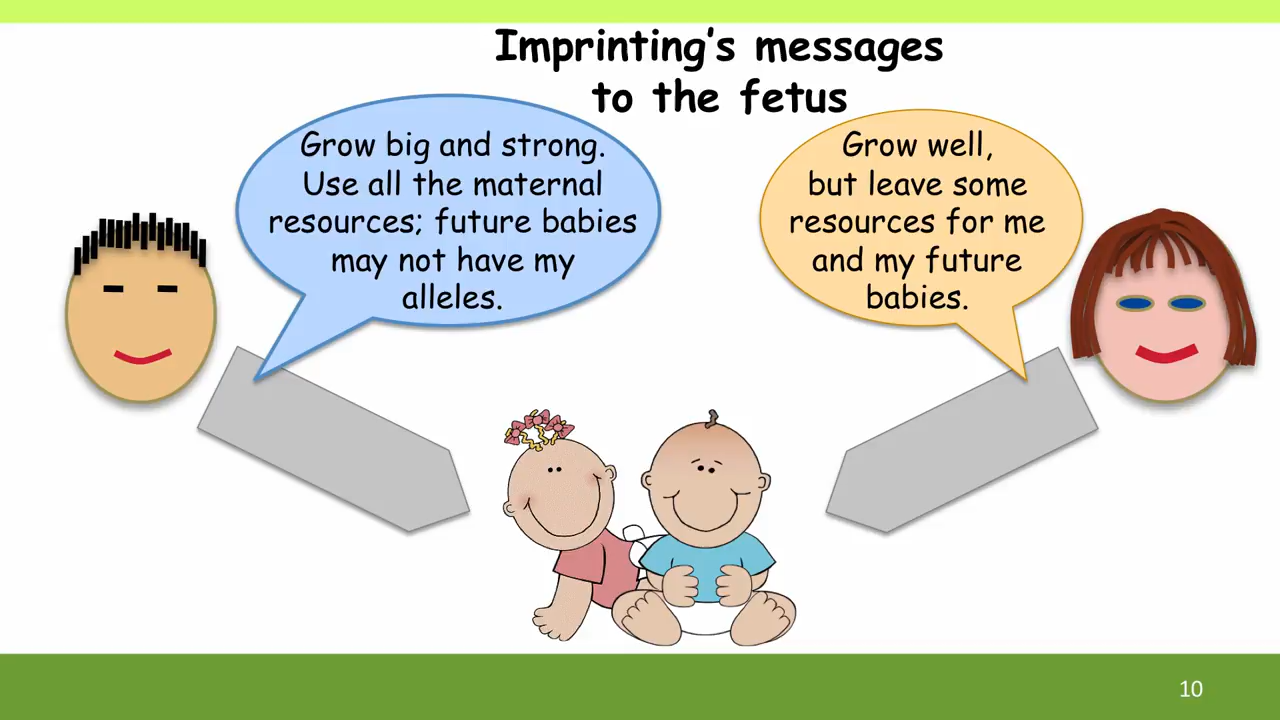 Imprinting's messages
to the fetus
Grow big and strong.
Use all the maternal
resources; future babies
may not have my
alleles.
Grow well,
but leave some
resources for me
and my future
babies.
10